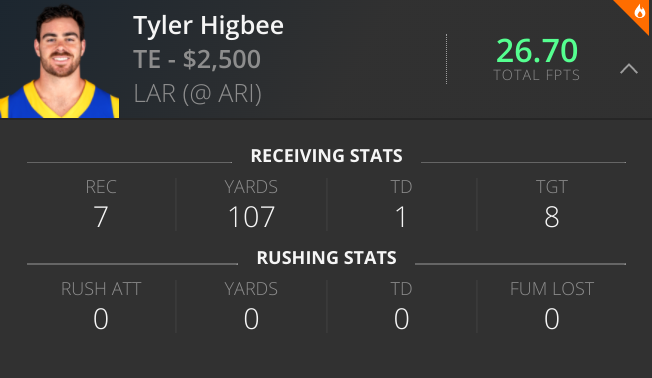 Tyler Higbee
TE - $2,500
LAR (@ ARI)
26.70
TOTAL FPTS
RECEIVING STATS
REC YARDS TD TGT
7 107 1 8
RUSHING STATS
RUSH ATT YARDS TD FUM LOST
0 0 0 0